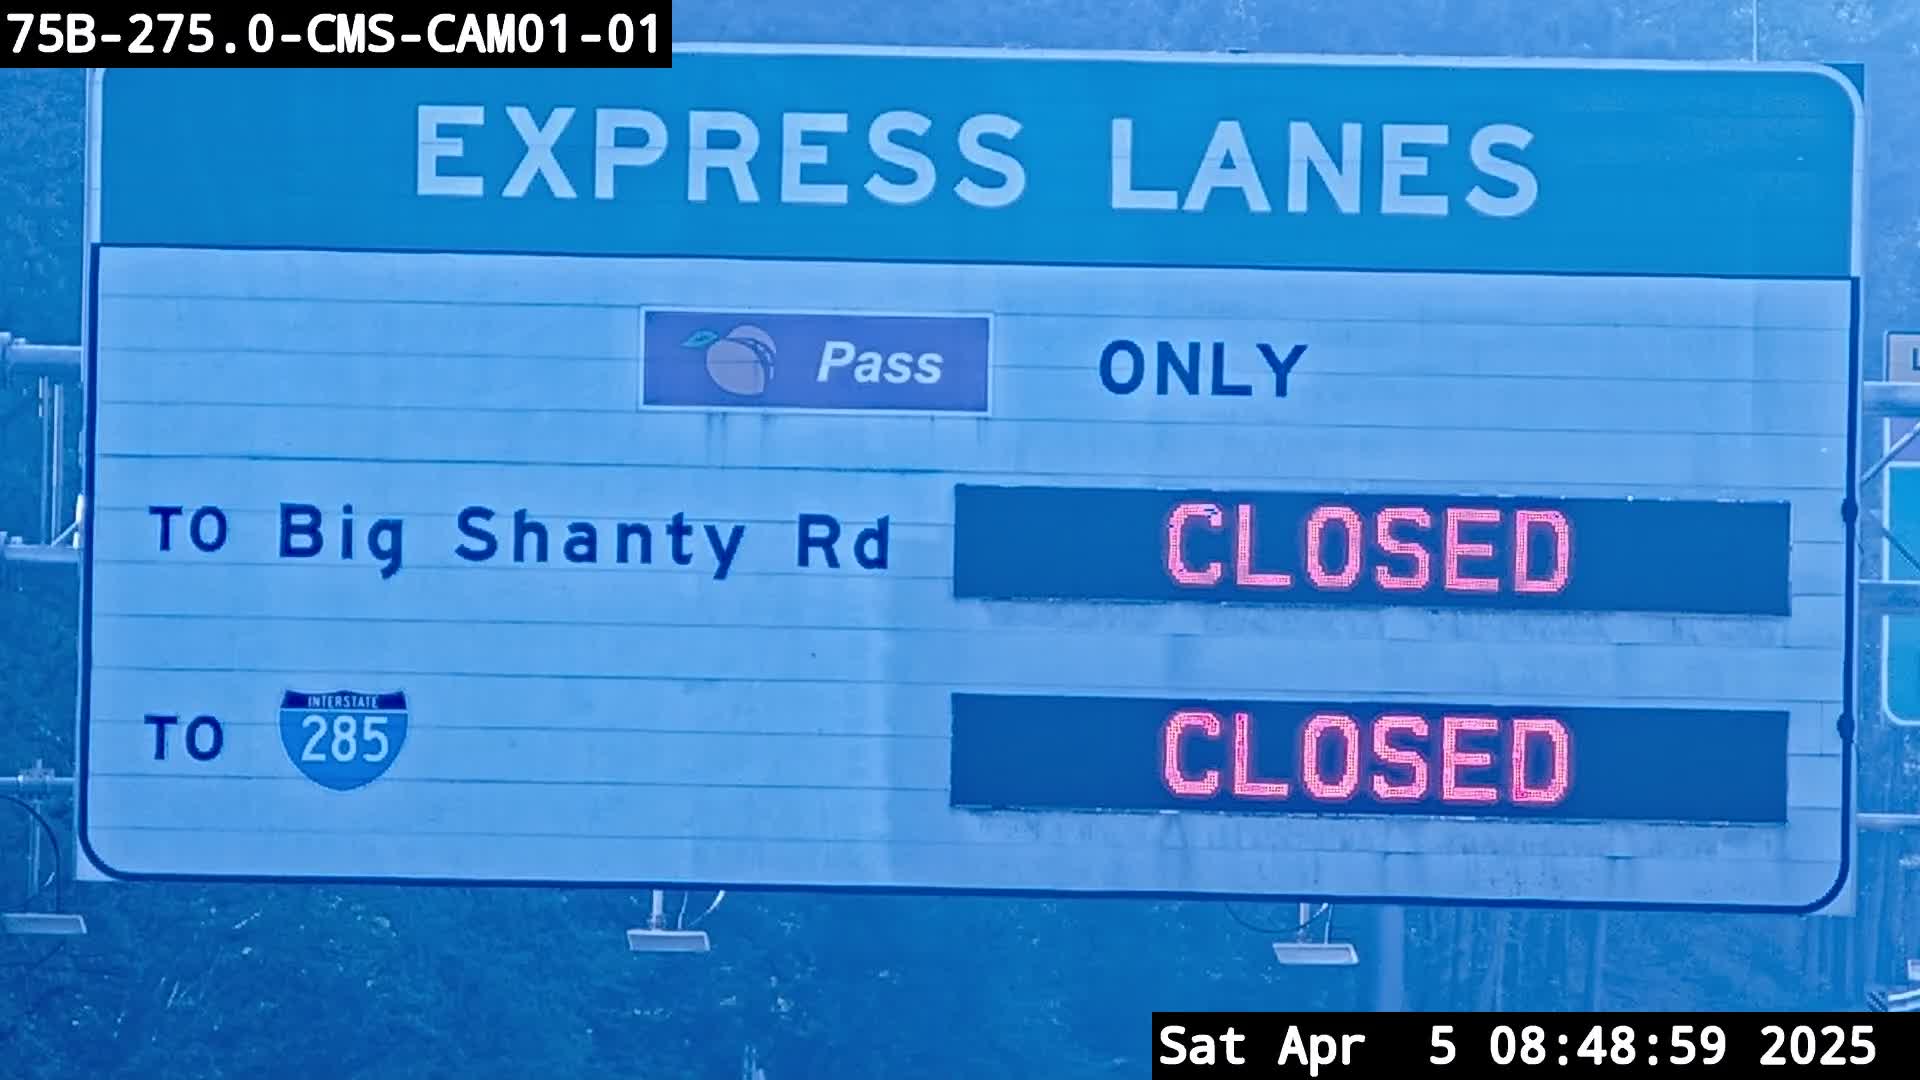 75B-275.0-CMS-CAM01-01
EXPRESS LANES
Pass ONLY
TO Big Shanty Rd CLOSED
TO INTERSTATE 285 CLOSED
Sat Apr 5 08:48:59 2025